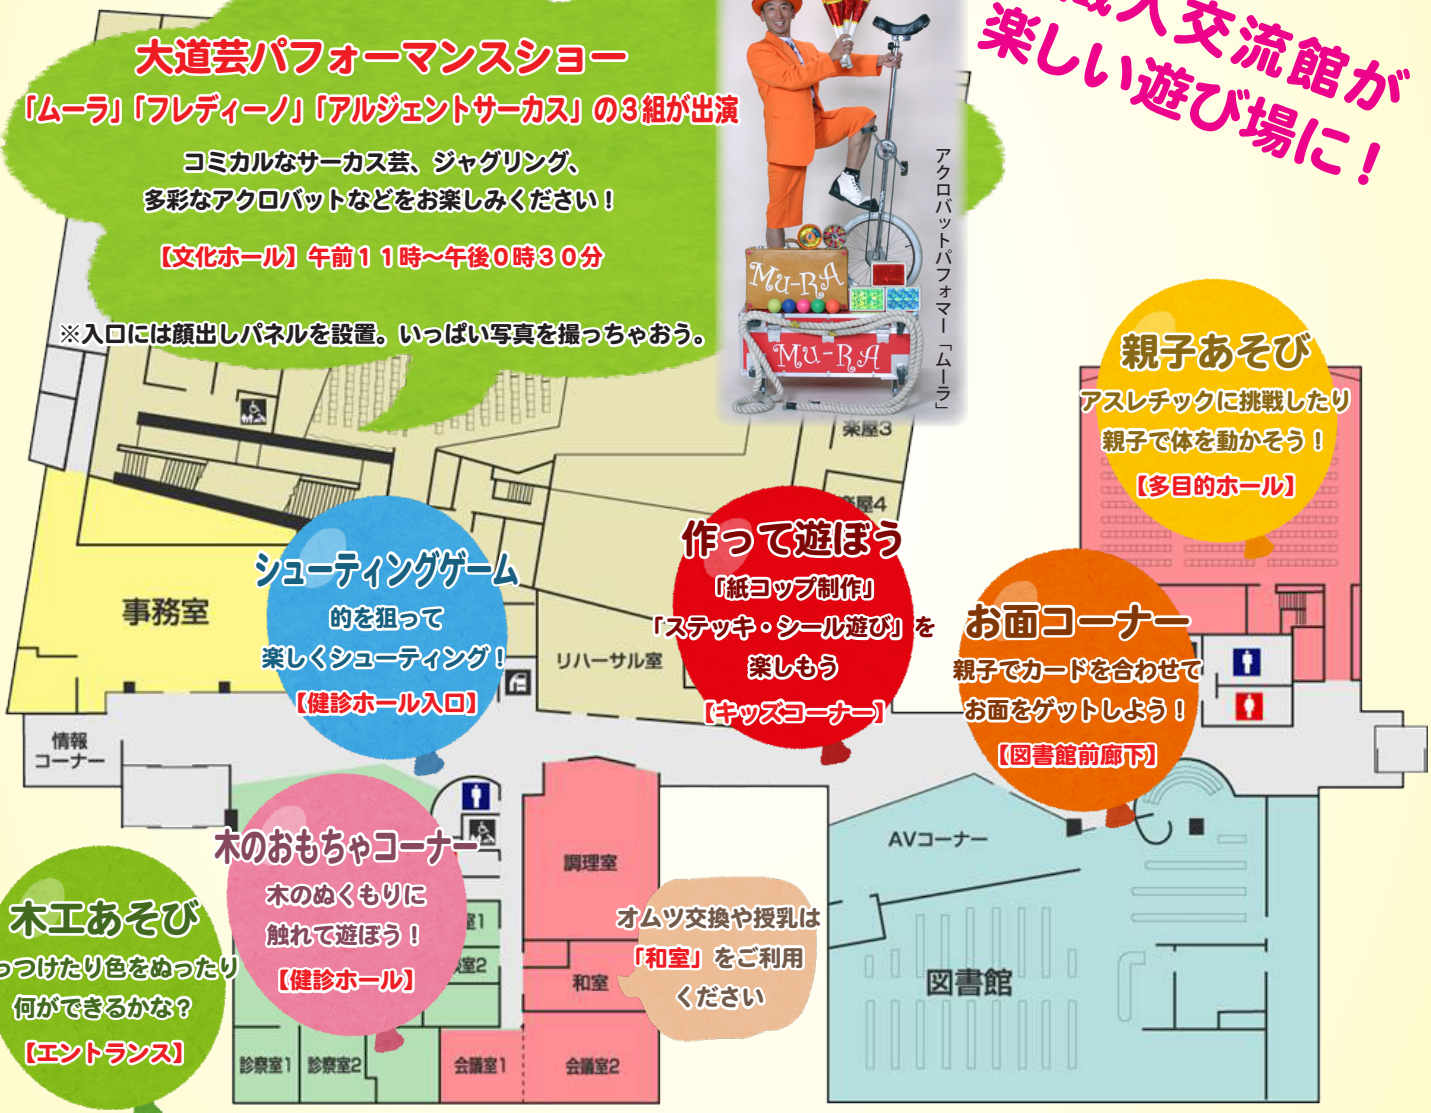 大道芸パフォーマンスショー
「ムーラ」「フレディーノ」「アルジェントサーカス」の３組が出演
コミカルなサーカス芸、ジャグリング、
多彩なアクロバットなどをお楽しみください！
【文化ホール】午前１１時～午後０時３０分
※入口には顔出しパネルを設置。いっぱい写真を撮っちゃおう。
人交流館が
楽しい遊び場に！
アクロバットパフォマー「ムーラ」
MU-RA
MU-RA
親子あそび
アスレチックに挑戦したり
親子で体を動かそう！
【多目的ホール】
楽屋3
楽屋4
シューティングゲーム
的を狙って
楽しくシューティング！
【健診ホール入口】
作って遊ぼう
「紙コップ制作」
「ステッキ・シール遊び」を
楽しもう
【キッズコーナー】
お面コーナー
親子でカードを合わせて
お面をゲットしよう！
【図書館前廊下】
事務室
リハーサル室
情報
コーナー
木のおもちゃコーナー
木のぬくもりに
触れて遊ぼう！
【健診ホール】
木工あそび
つけたり色をぬったり
何ができるかな？
【エントランス】
調理室
室1
室2
和室
オムツ交換や授乳は
「和室」をご利用
ください
AVコーナー
図書館
診察室1
診察室2
会議室1
会議室2